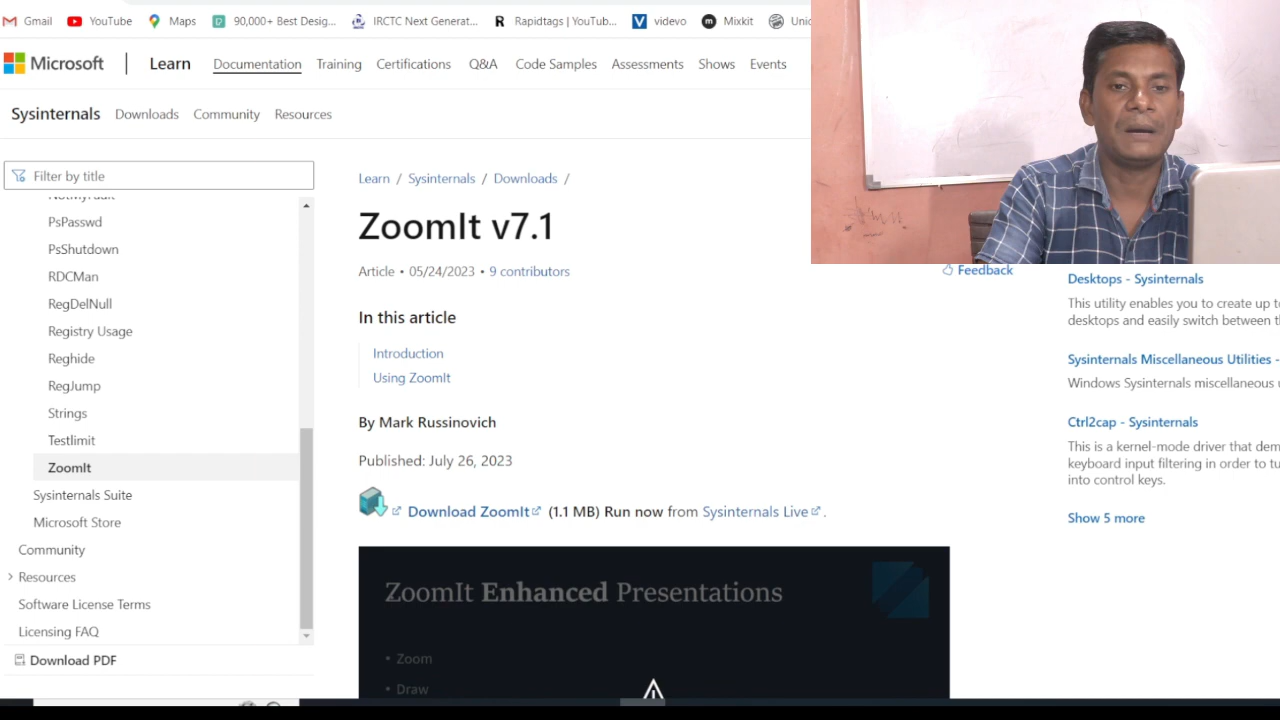 Gmail YouTube Maps 90,000+ Best Desig... IRCTC Next Generat... Rapidtags | YouTub... videvo Mixkit
Microsoft Learn Documentation Training Certifications Q&A Code Samples Assessments Shows Events
Sysinternals Downloads Community Resources
Filter by title
PsPasswd
PsShutdown
RDCMan
RegDelNull
Registry Usage
Reghide
RegJump
Strings
Testlimit
ZoomIt
Sysinternals Suite
Microsoft Store
Community
Resources
Software License Terms
Licensing FAQ
Download PDF
Learn / Sysinternals / Downloads /
ZoomIt v7.1
Article • 05/24/2023 • 9 contributors
Feedback
In this article
Introduction
Using ZoomIt
By Mark Russinovich
Published: July 26, 2023
Download ZoomIt (1.1 MB) Run now from Sysinternals Live .
ZoomIt Enhanced Presentations
• Zoom
• Draw
Desktops - Sysinternals
This utility enables you to create up to
desktops and easily switch between
Sysinternals Miscellaneous Utilities -
Windows Sysinternals miscellaneous
Ctrl2cap - Sysinternals
This is a kernel-mode driver that
keyboard input filtering in order to
into control keys.
Show 5 more